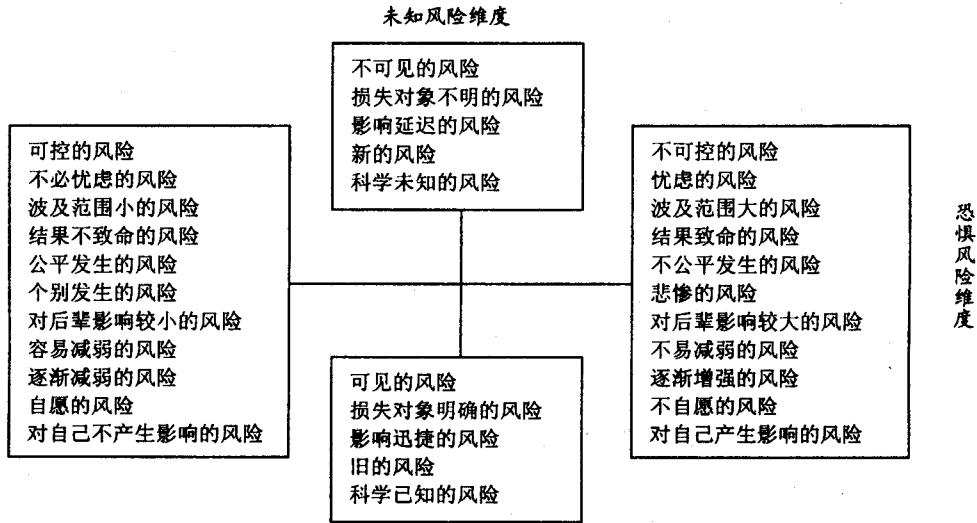 未知风险维度
不可见的风险
损失对象不明的风险
影响延迟的风险
新的风险
科学未知的风险
可控的风险
不必忧虑的风险
波及范围小的风险
结果不致命的风险
公平发生的风险
个别发生的风险
对后辈影响较小的风险
容易减弱的风险
逐渐减弱的风险
自愿的风险
对自己不产生影响的风险
不可控的风险
忧虑的风险
波及范围大的风险
结果致命的风险
不公平发生的风险
悲惨的风险
对后辈影响较大的风险
不易减弱的风险
逐渐增强的风险
不自愿的风险
对自己产生影响的风险
恐惧风险维度
可见的风险
损失对象明确的风险
影响迅捷的风险
旧的风险
科学已知的风险